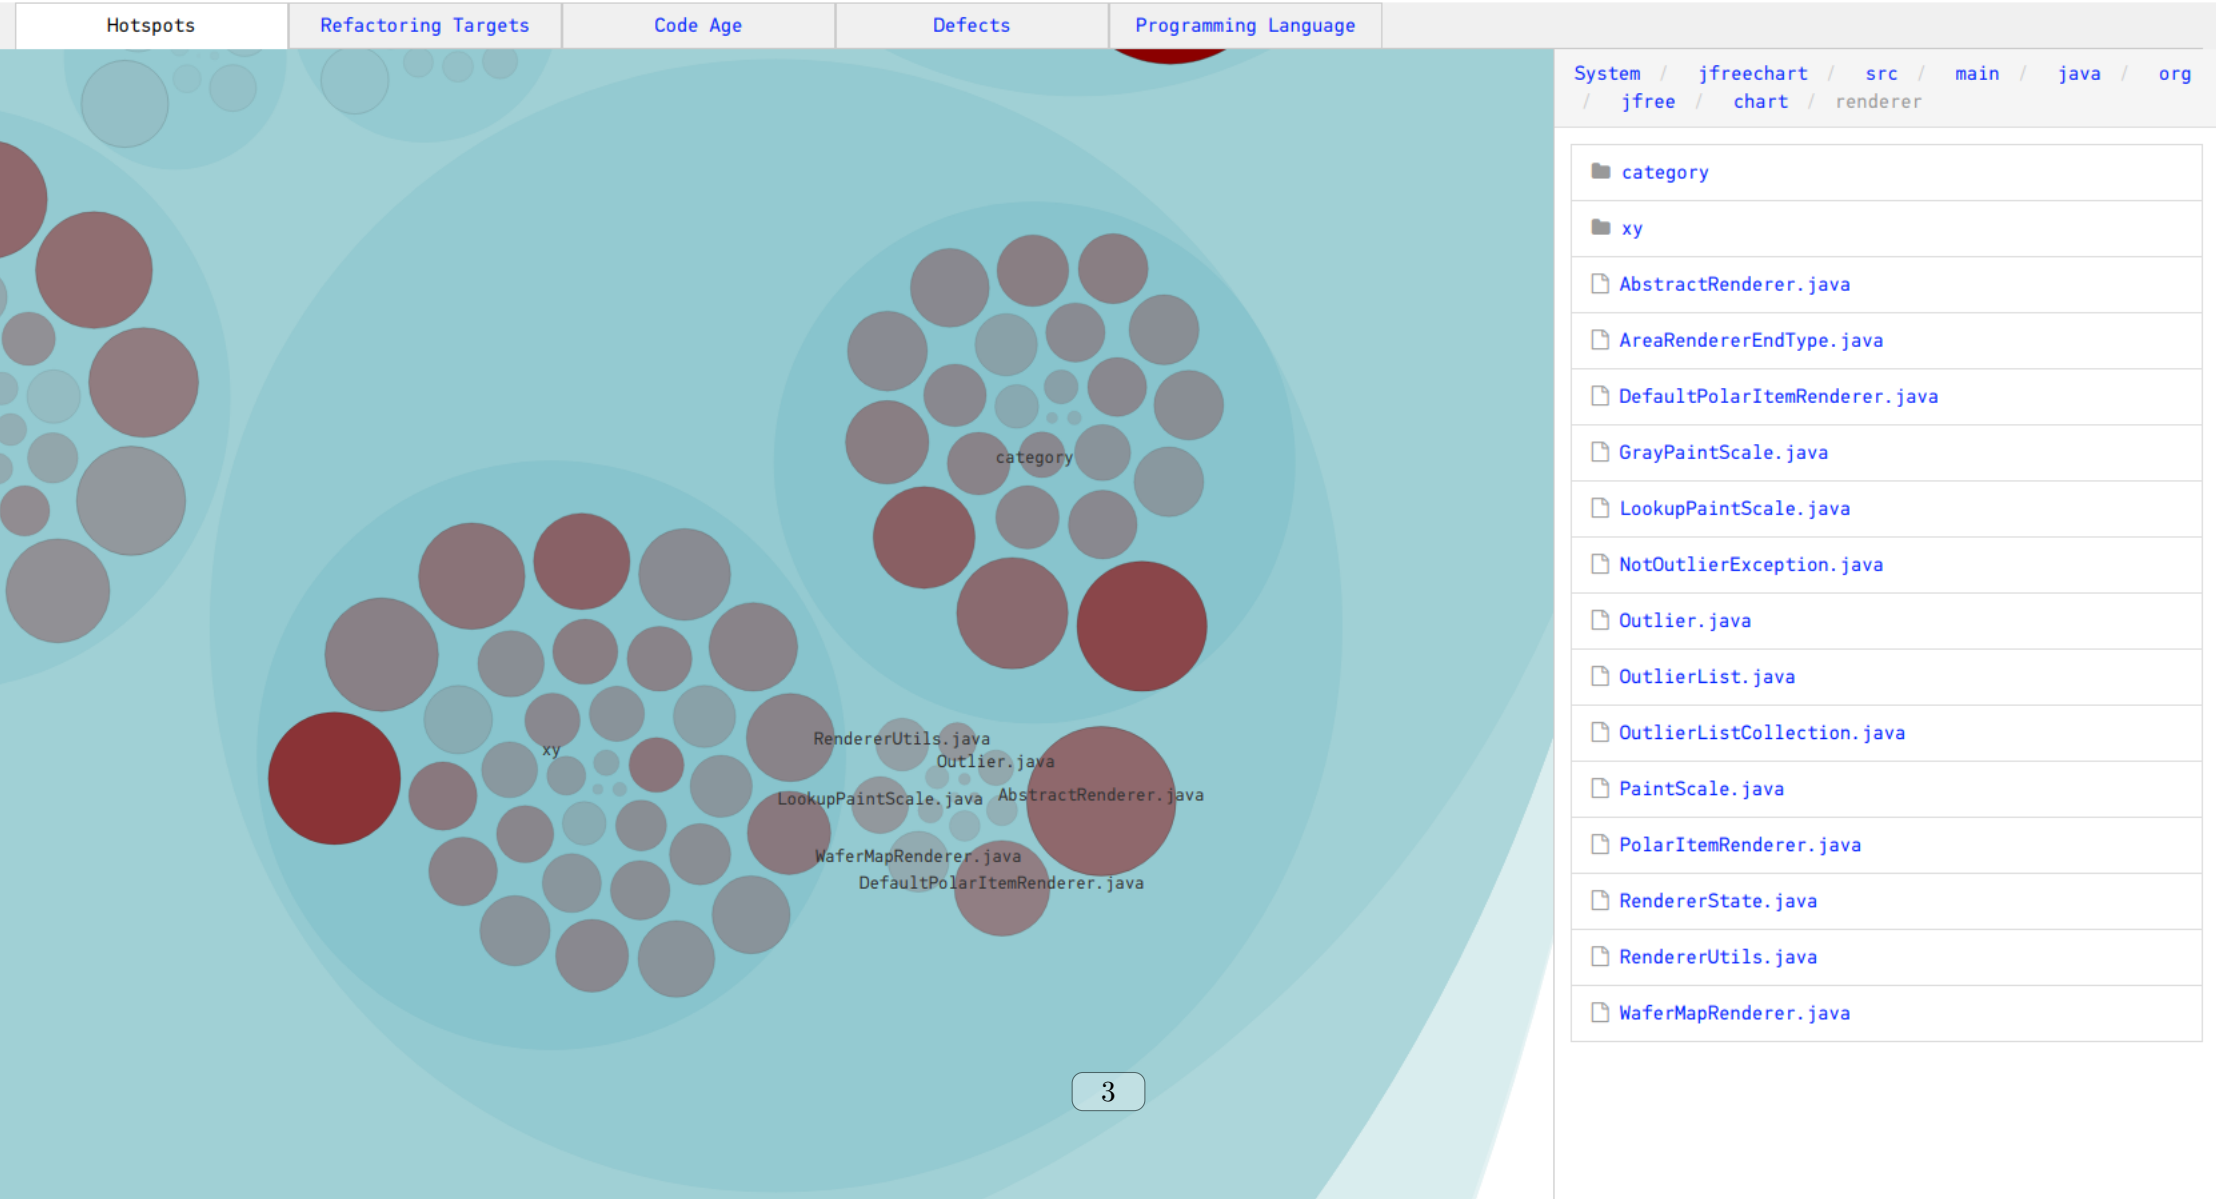 Hotspots Refactoring Targets Code Age Defects Programming Language
System / jfreechart / src / main / java / org
/ jfree / chart / renderer
category
xy
AbstractRenderer.java
AreaRendererEndType.java
DefaultPolarItemRenderer.java
GrayPaintScale.java
LookupPaintScale.java
NotOutlierException.java
Outlier.java
OutlierList.java
OutlierListCollection.java
PaintScale.java
PolarItemRenderer.java
RendererState.java
RendererUtils.java
WaferMapRenderer.java
category
xy
RendererUtils.java
Outlier.java
LookupPaintScale.java
AbstractRenderer.java
WaferMapRenderer.java
DefaultPolarItemRenderer.java
3